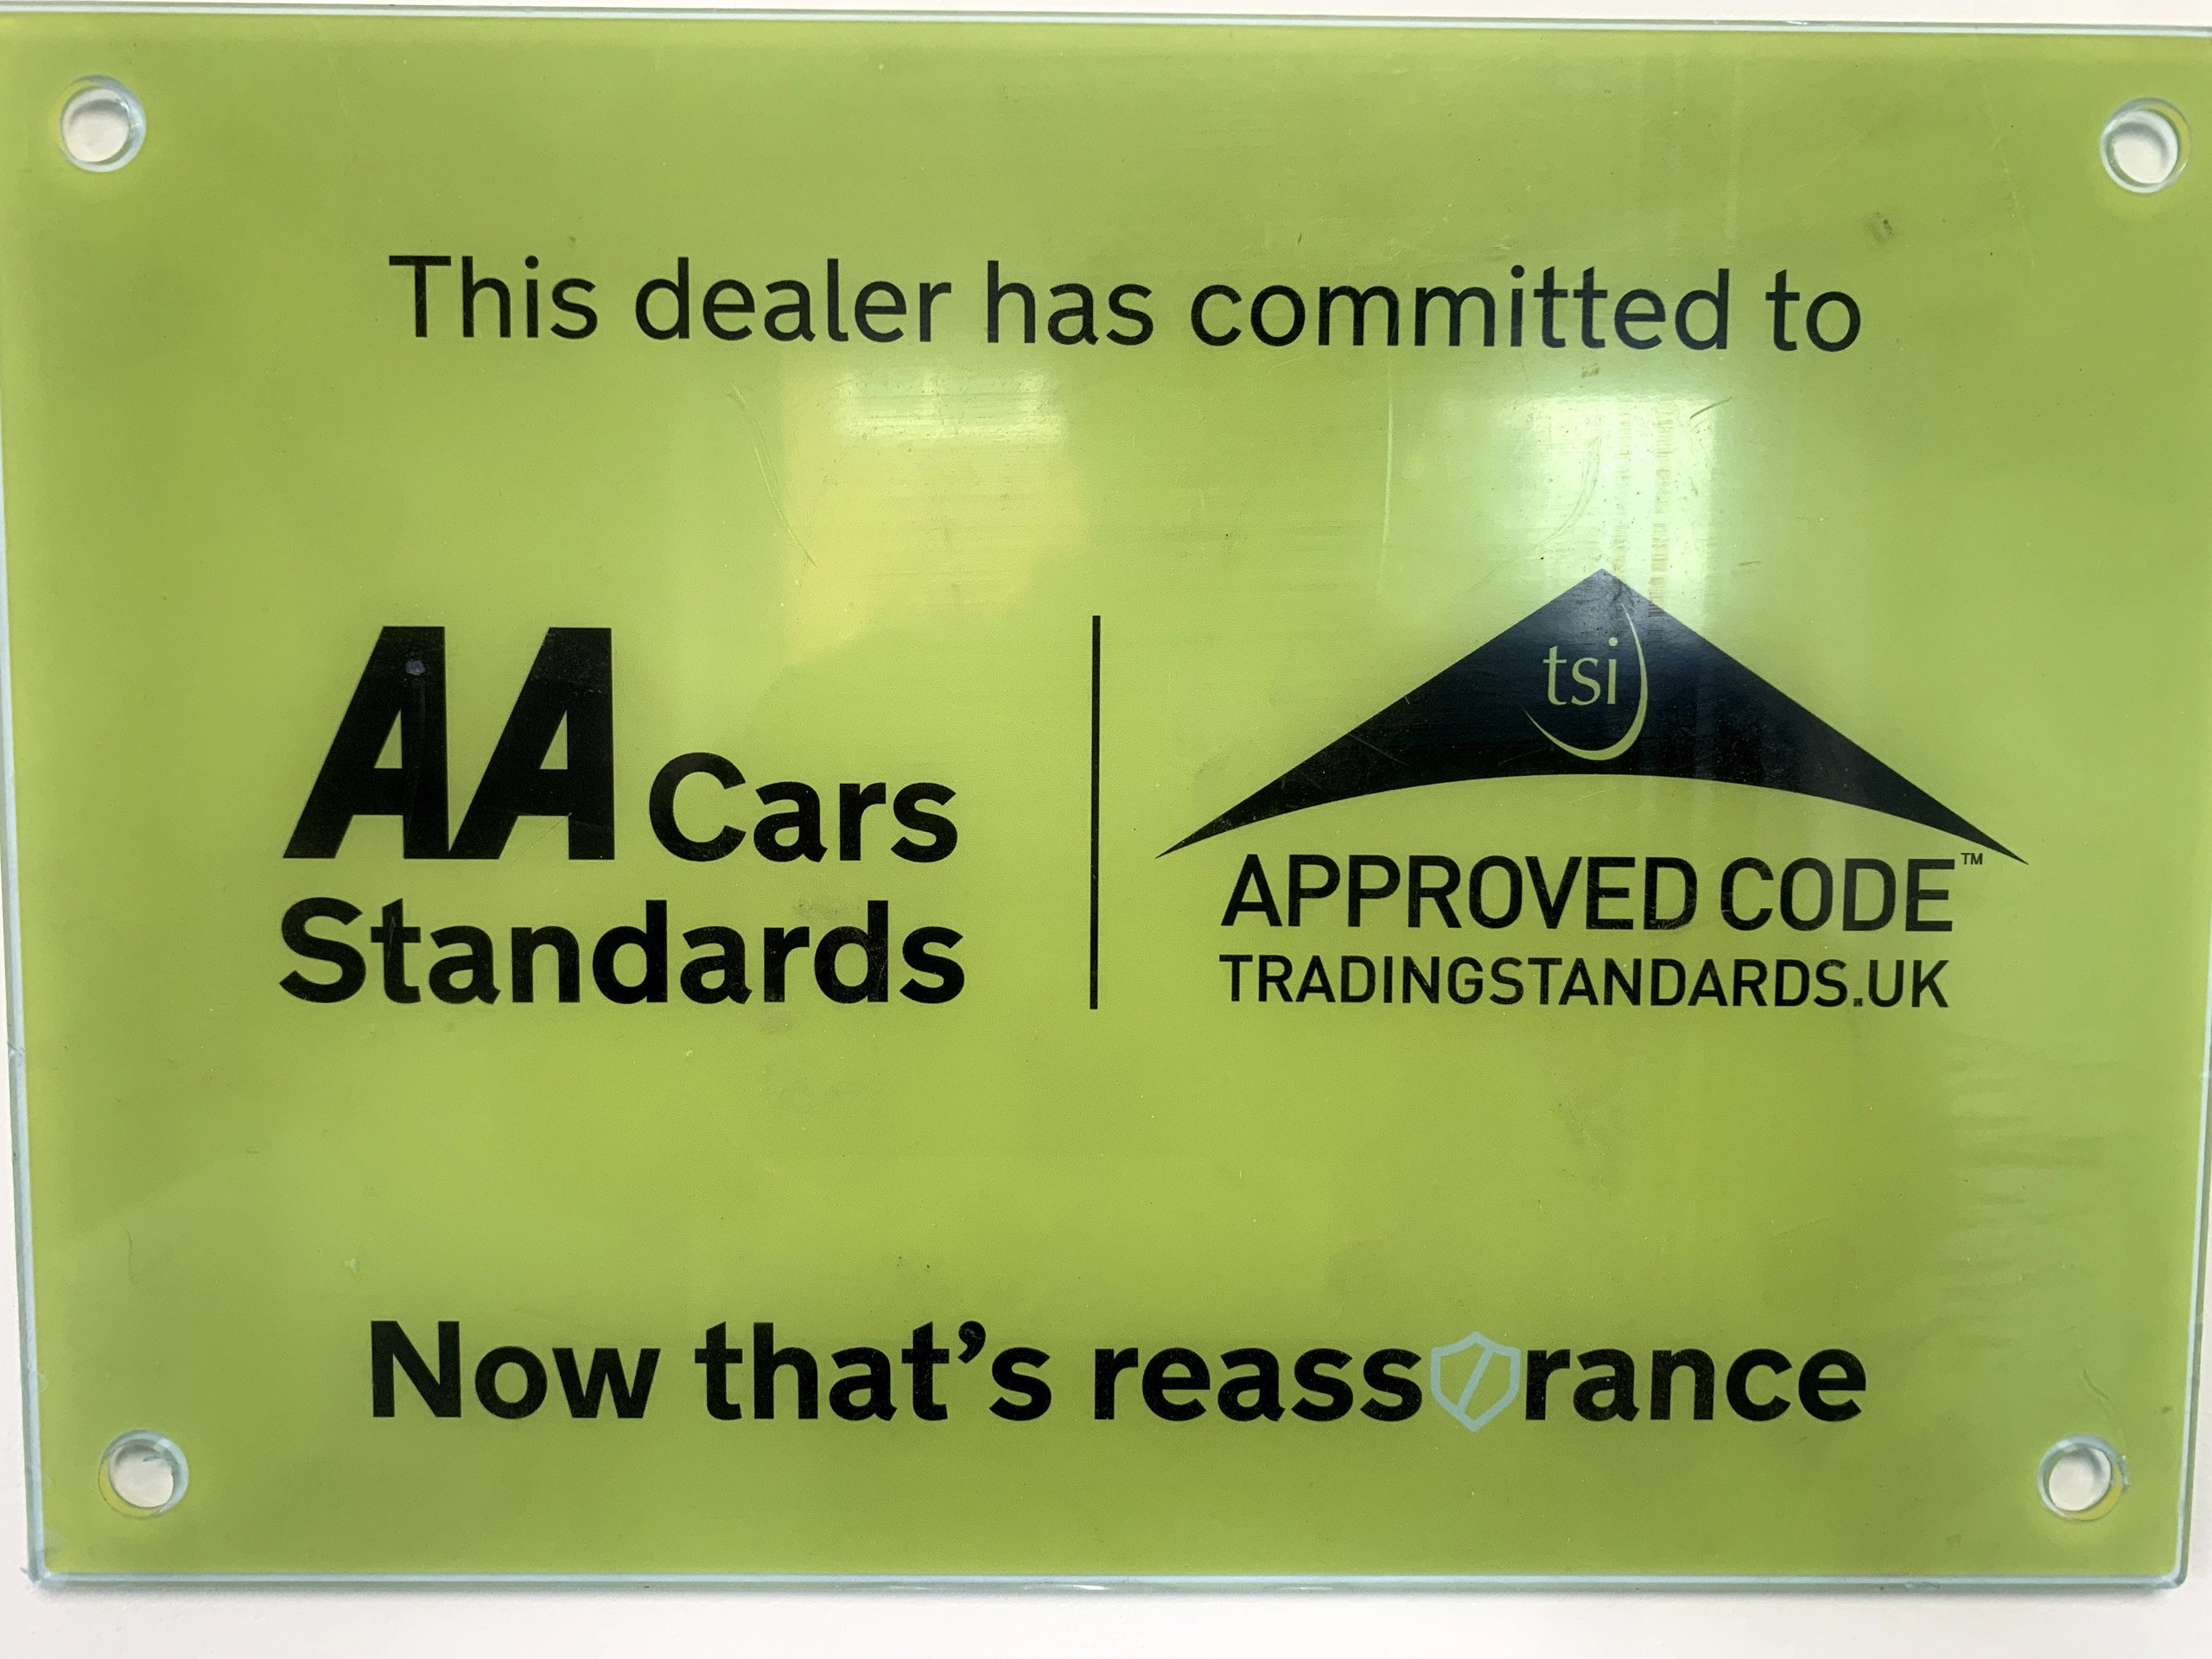 This dealer has committed to
AA Cars
Standards
tsi
APPROVED CODE™
TRADINGSTANDARDS.UK
Now that's reassurance